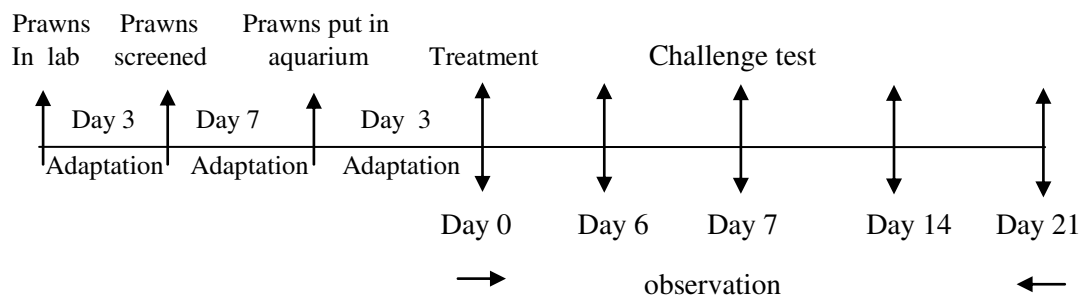 Prawns Prawns Prawns put in
In lab screened aquarium Treatment Challenge test
Day 3 Day 7 Day 3
Adaptation Adaptation Adaptation
Day 0 Day 6 Day 7 Day 14 Day 21
observation